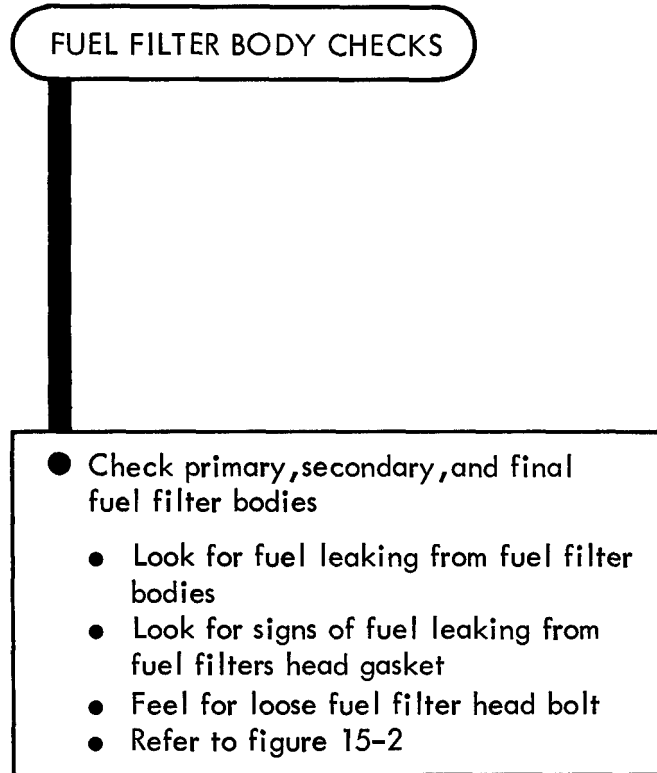 FUEL FILTER BODY CHECKS
● Check primary,secondary,and final
fuel filter bodies
● Look for fuel leaking from fuel filter
bodies
● Look for signs of fuel leaking from
fuel filters head gasket
● Feel for loose fuel filter head bolt
● Refer to figure 15-2